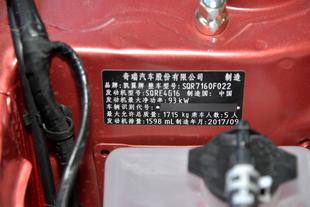 奇瑞汽车股份有限公司 制造
品牌：凯翼牌 整车型号：SQR7160F022
发动机型号：SQRE4G16 制造国：中国
发动机最大净功率：93 kW
车辆识别代号：
最大允许总质量：1715 kg 乘车人数：5人
发动机排量：1598 mL 制造年月：2017/09